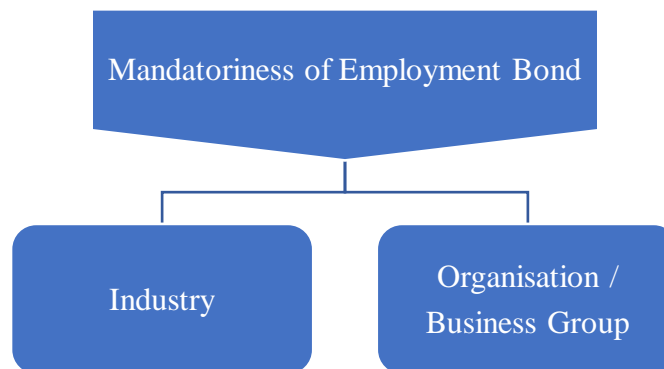 Mandatoriness of Employment Bond
Industry
Organisation /
Business Group